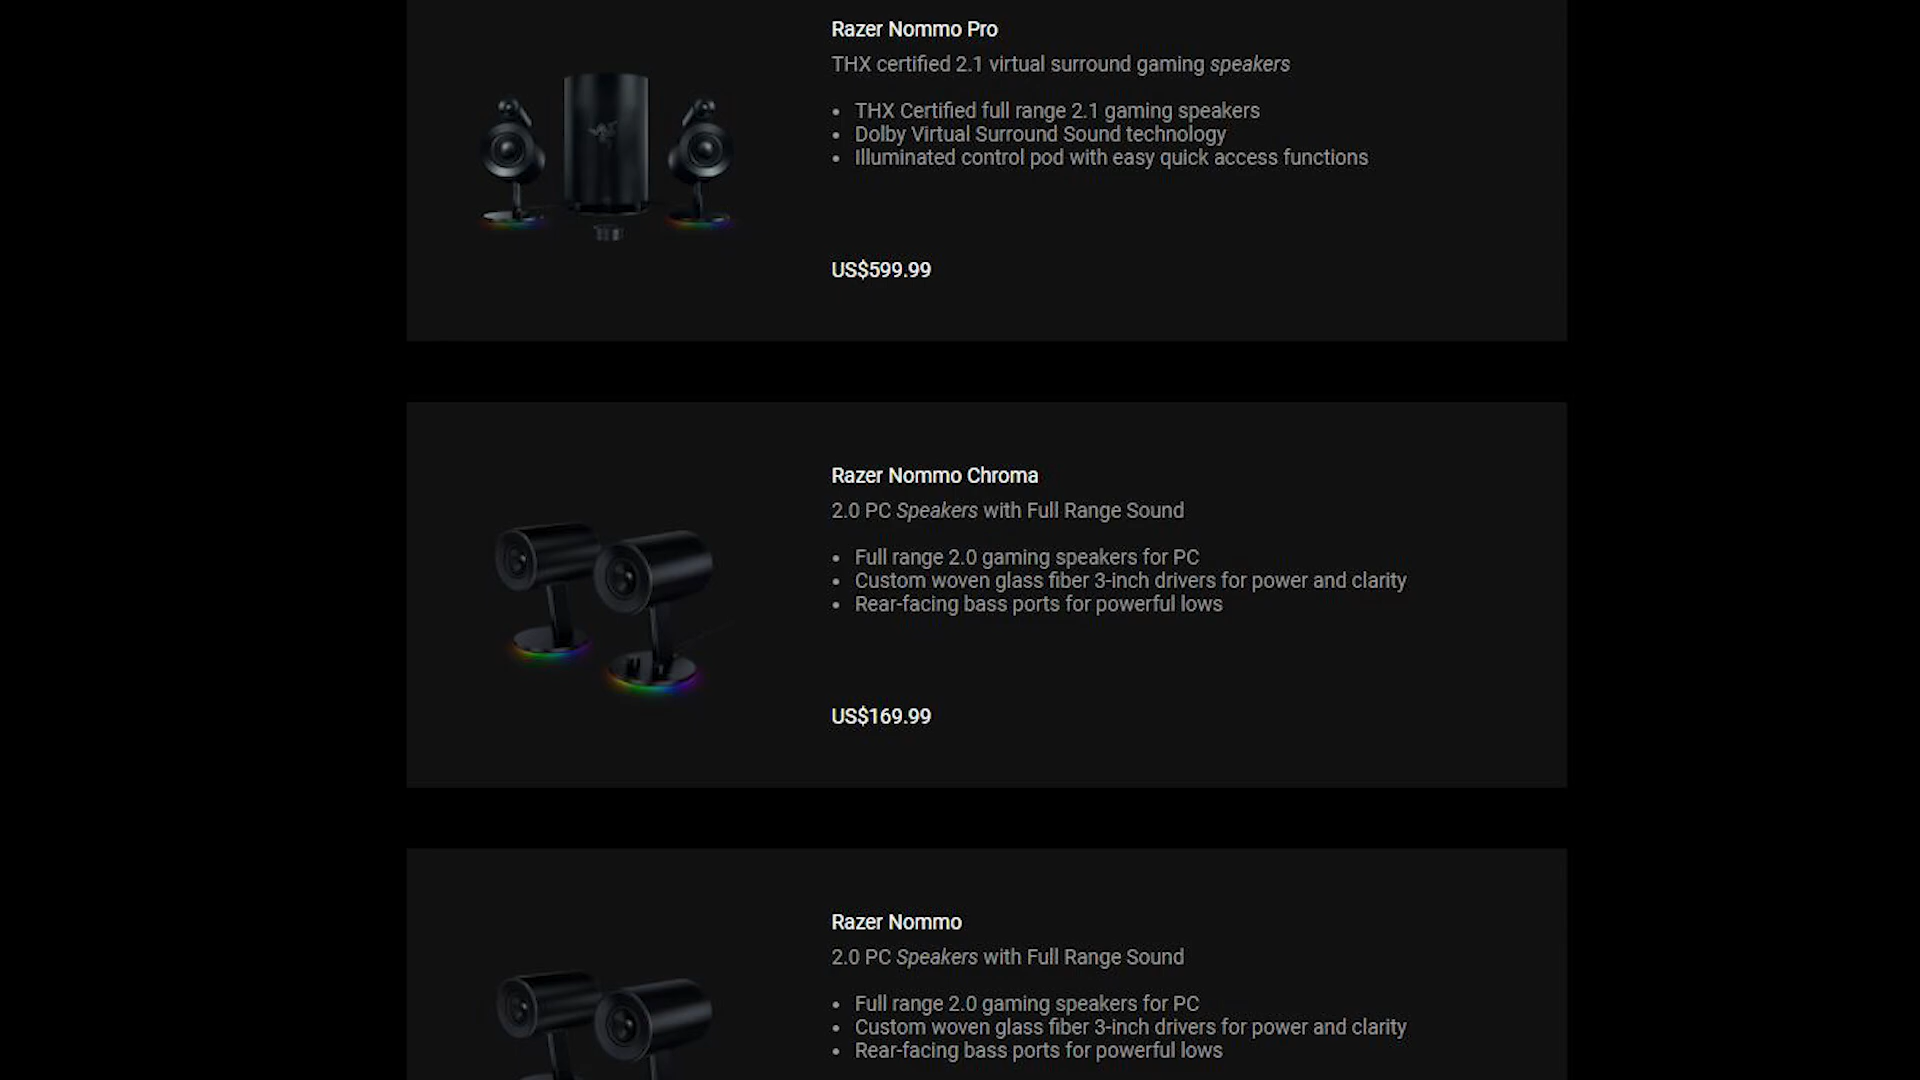 Razer Nommo Pro
THX certified 2.1 virtual surround gaming speakers
• THX Certified full range 2.1 gaming speakers
• Dolby Virtual Surround Sound technology
• Illuminated control pod with easy quick access functions
US$599.99
Razer Nommo Chroma
2.0 PC Speakers with Full Range Sound
• Full range 2.0 gaming speakers for PC
• Custom woven glass fiber 3-inch drivers for power and clarity
• Rear-facing bass ports for powerful lows
US$169.99
Razer Nommo
2.0 PC Speakers with Full Range Sound
• Full range 2.0 gaming speakers for PC
• Custom woven glass fiber 3-inch drivers for power and clarity
• Rear-facing bass ports for powerful lows